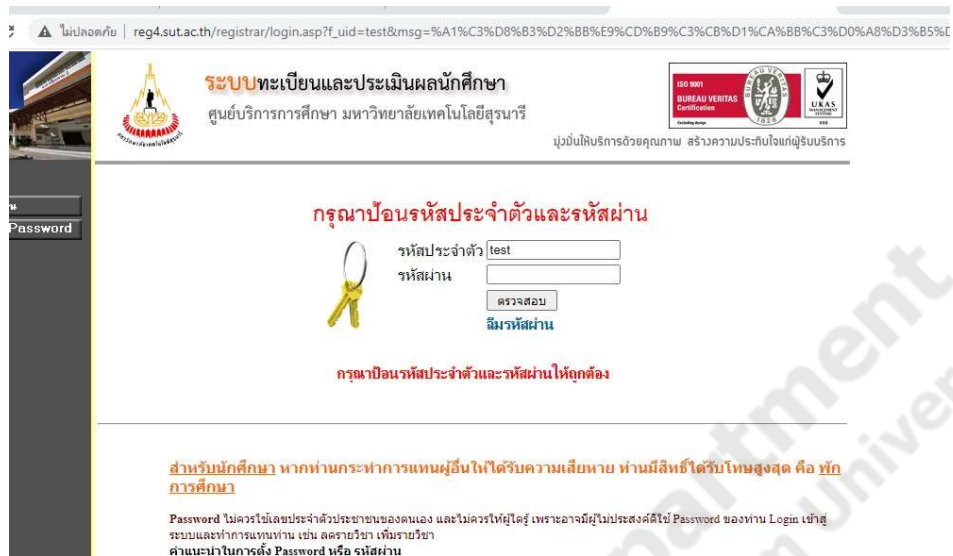 ไม่ปลอดภัย | reg4.sut.ac.th/registrar/login.asp?f_uid=test&msg=%A1%C3%D8%B3%D2%BB%E9%CD%B9%C3%CB%D1%CA%BB%C3%D0%A8%D3%B5%D
ระบบทะเบียนและประเมินผลนักศึกษา
ศูนย์บริการการศึกษา มหาวิทยาลัยเทคโนโลยีสุรนารี
ISO 9001
BUREAU VERITAS
Certification
BUREAU VERITAS
1828
UKAS
มุ่งมั่นให้บริการด้วยคุณภาพ สร้างความประทับใจแก่ผู้รับบริการ
น
Password
กรุณาป้อนรหัสประจำตัวและรหัสผ่าน
รหัสประจำตัว test
รหัสผ่าน
ตรวจสอบ
ลืมรหัสผ่าน
กรุณาป้อนรหัสประจำตัวและรหัสผ่านให้ถูกต้อง
สำหรับนักศึกษา หากท่านกระทำการแทนผู้อื่นให้ได้รับความเสียหาย ท่านมีสิทธิ์ได้รับโทษสูงสุด คือ พัก
การศึกษา
Password ไม่ควรใช้เลขประจำตัวประชาชนของตนเอง และไม่ควรให้ผู้ใดรู้ เพราะอาจมีผู้ไม่ประสงค์ดีใช้ Password ของท่าน Login เข้าสู่
ระบบและทำการแทนท่าน เช่น ลดรายวิชา เพิ่มรายวิชา
คำแนะนำในการตั้ง Password หรือ รหัสผ่าน